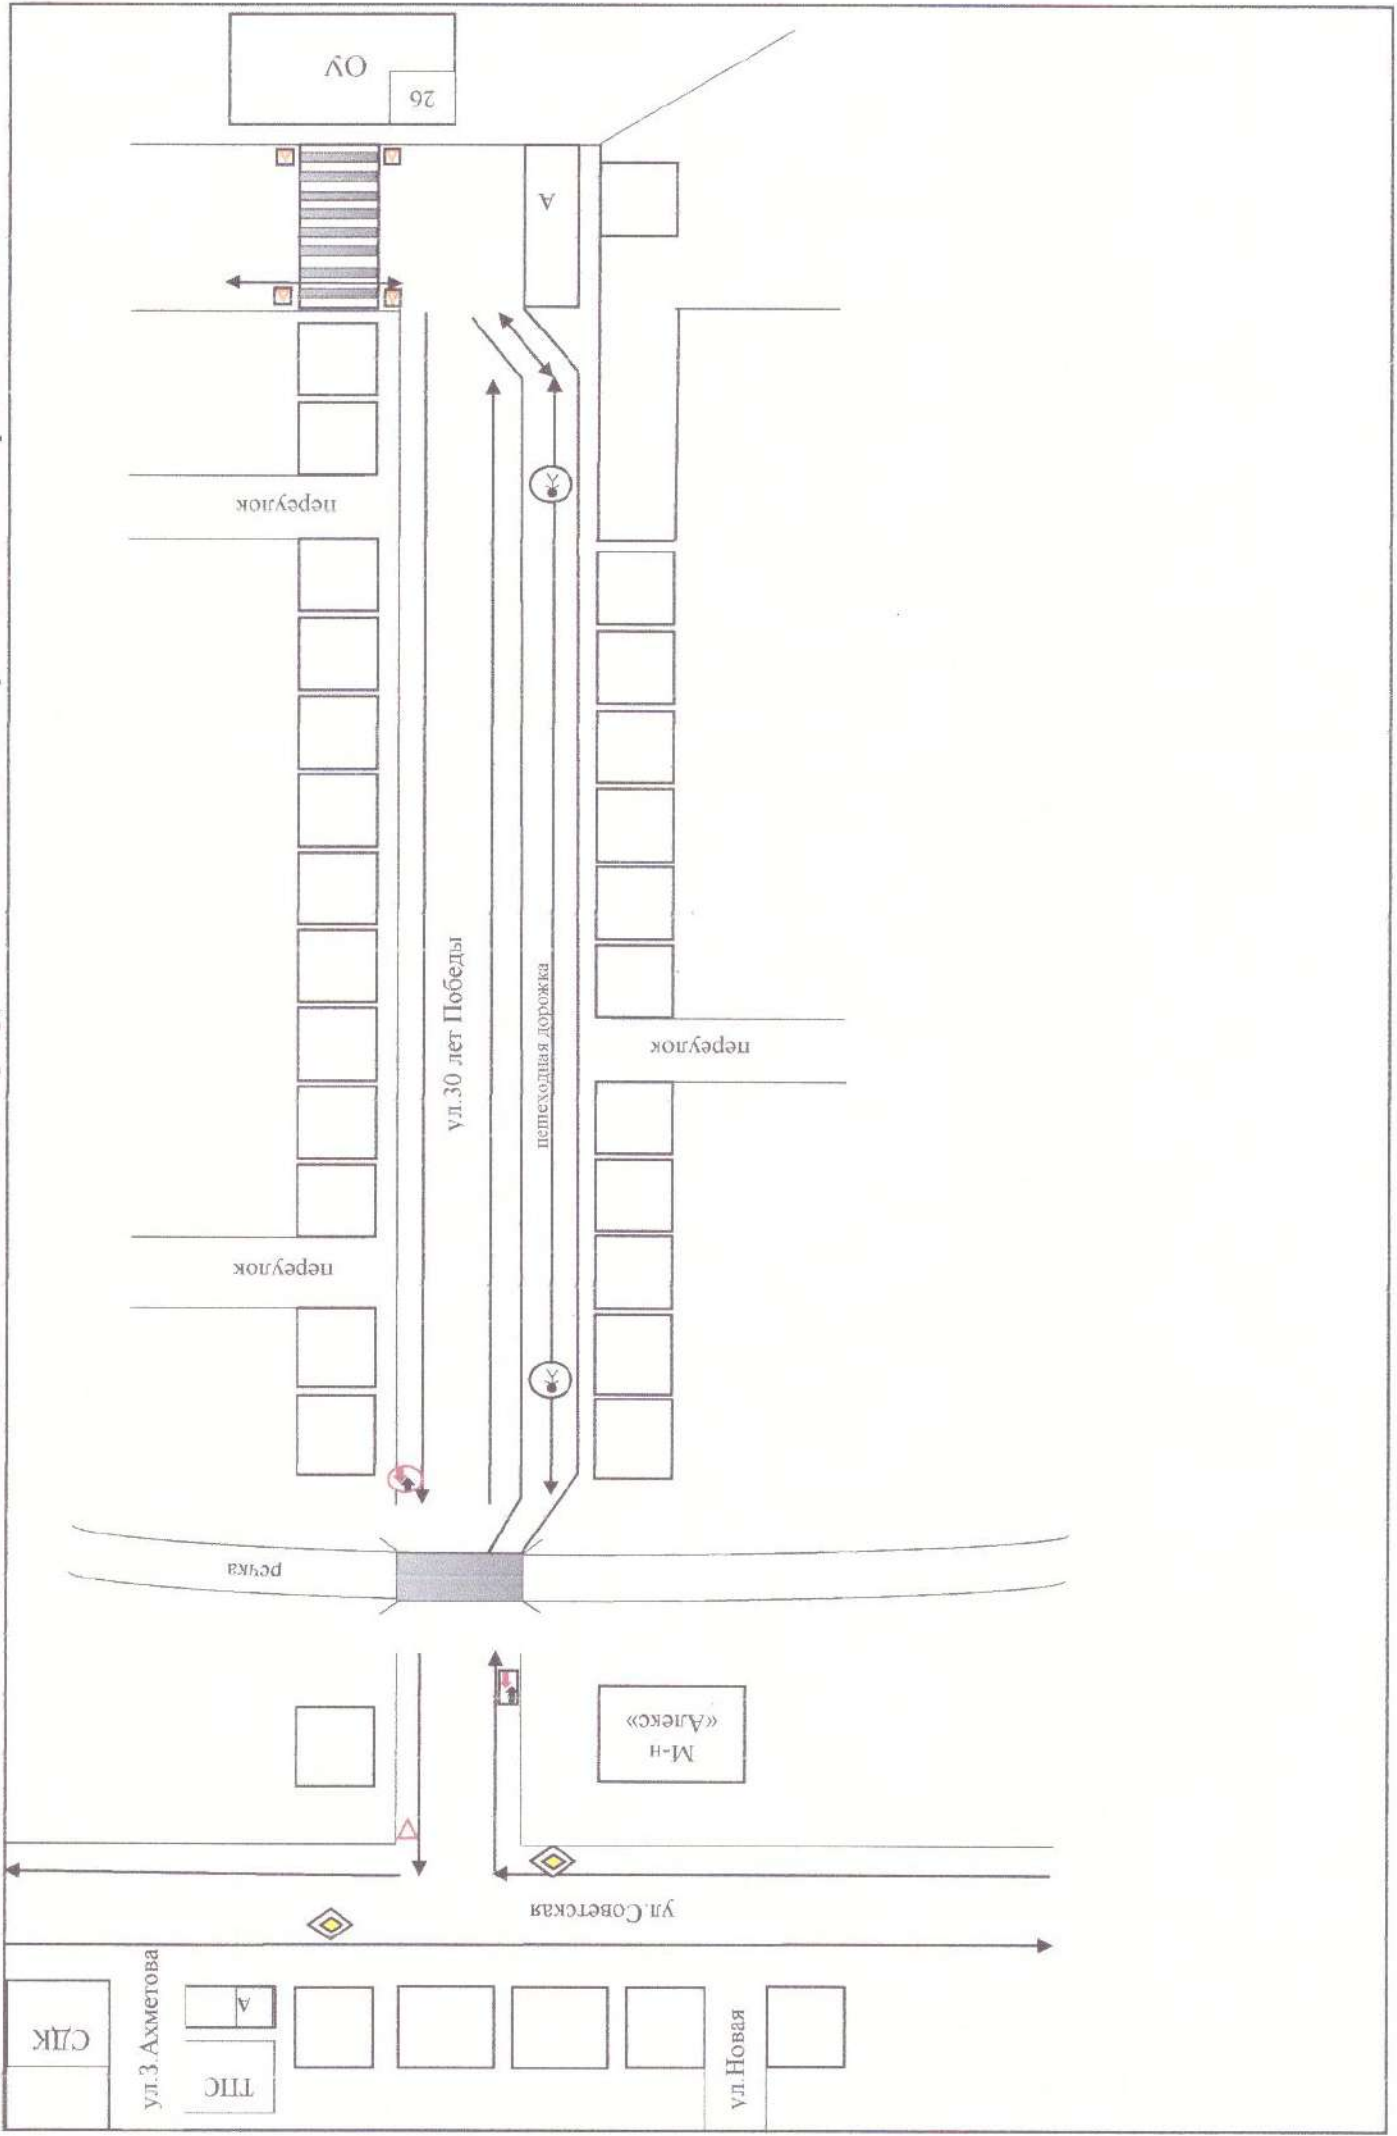 ОУ
26
А
переулок
ул.30 лет Победы
пешеходная дорожка
переулок
переулок
речка
М-н
«Алекс»
ул.Советская
СДК
ул.З.Ахметова
А
ТПС
ул.Новая